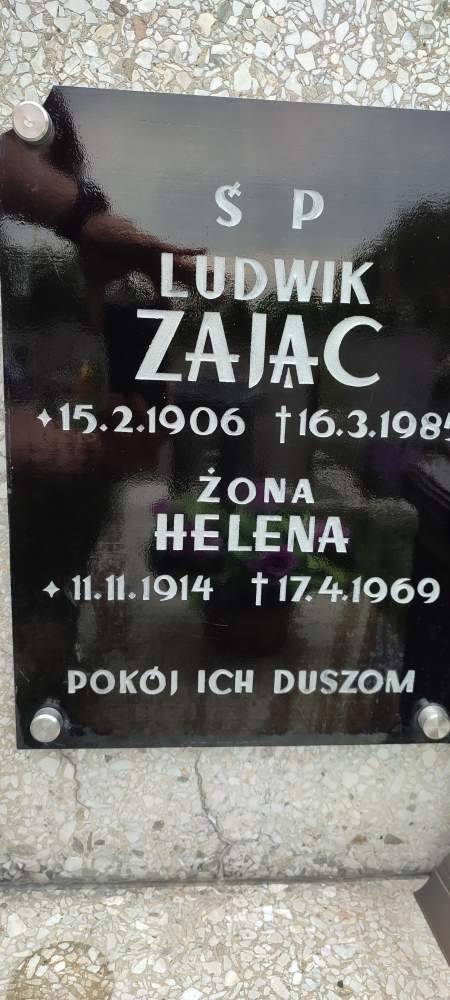 Ś P
LUDWIK
ZAJĄC
✦15.2.1906 †16.3.1985
ŻONA
HELENA
✦11.11.1914 †17.4.1969
POKÓJ ICH DUSZOM